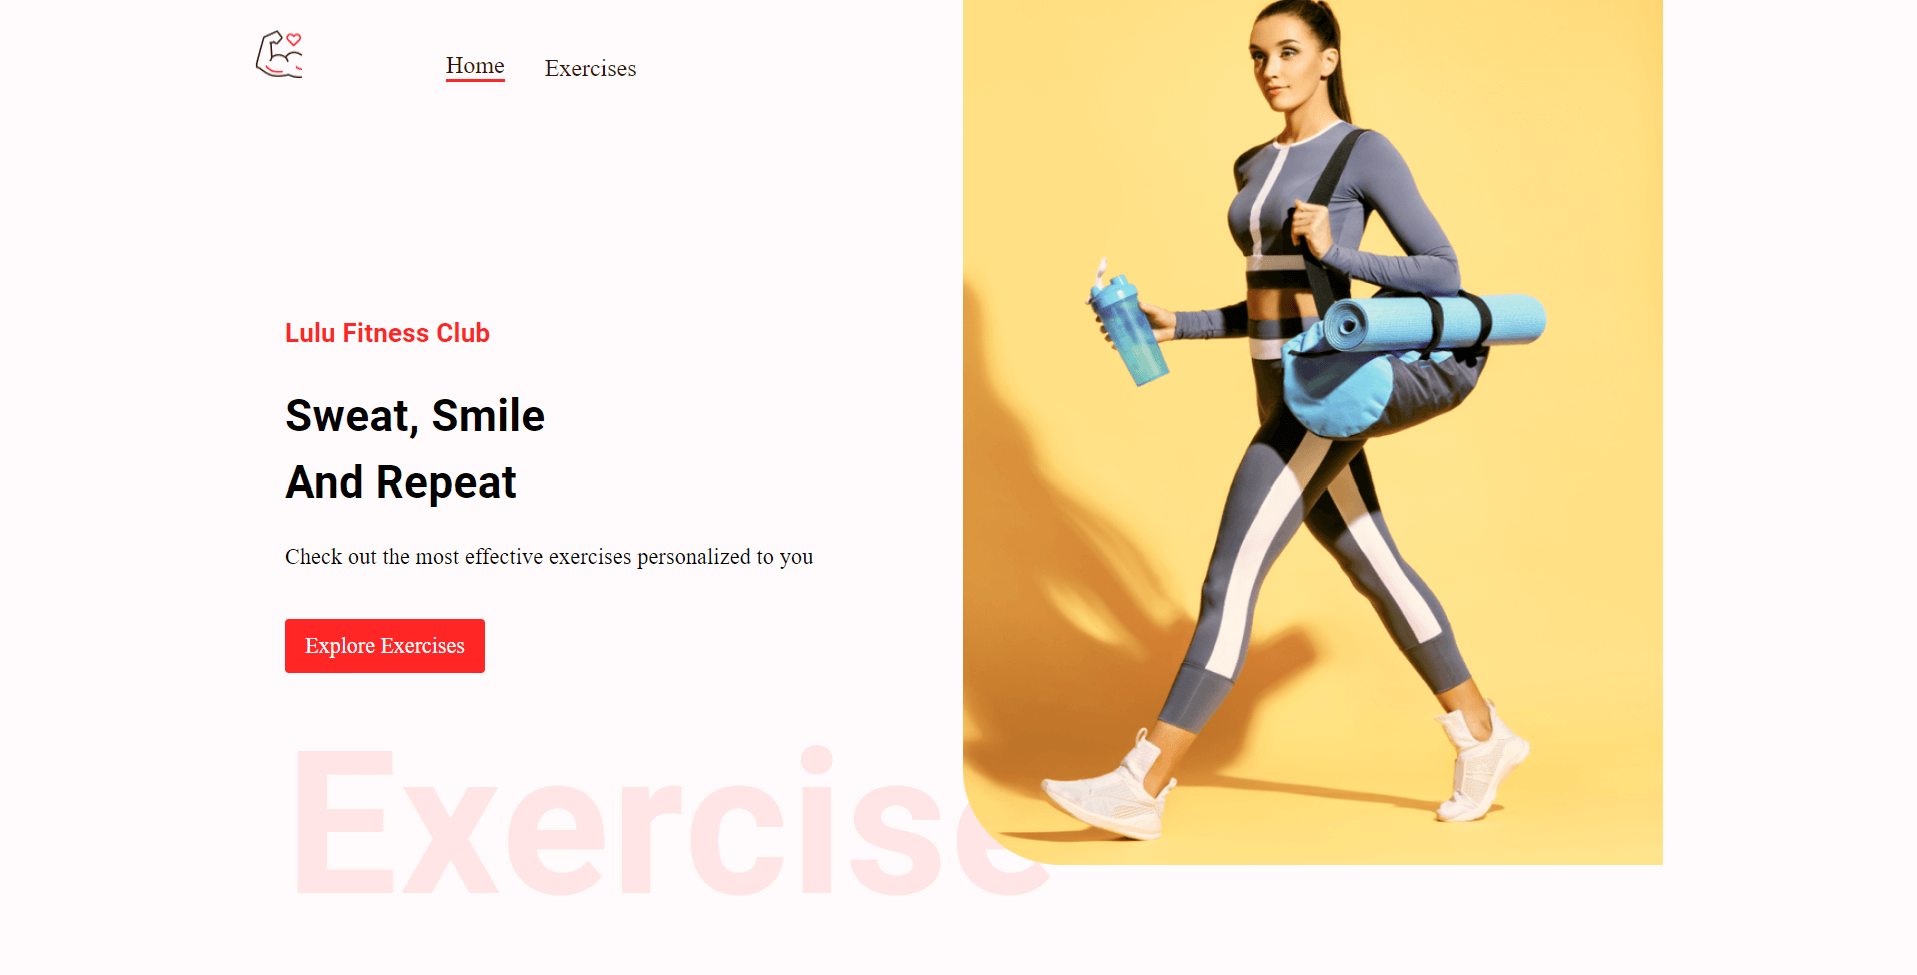 Home
Exercises
Lulu Fitness Club
Sweat, Smile
And Repeat
Check out the most effective exercises personalized to you
Explore Exercises
Exercise